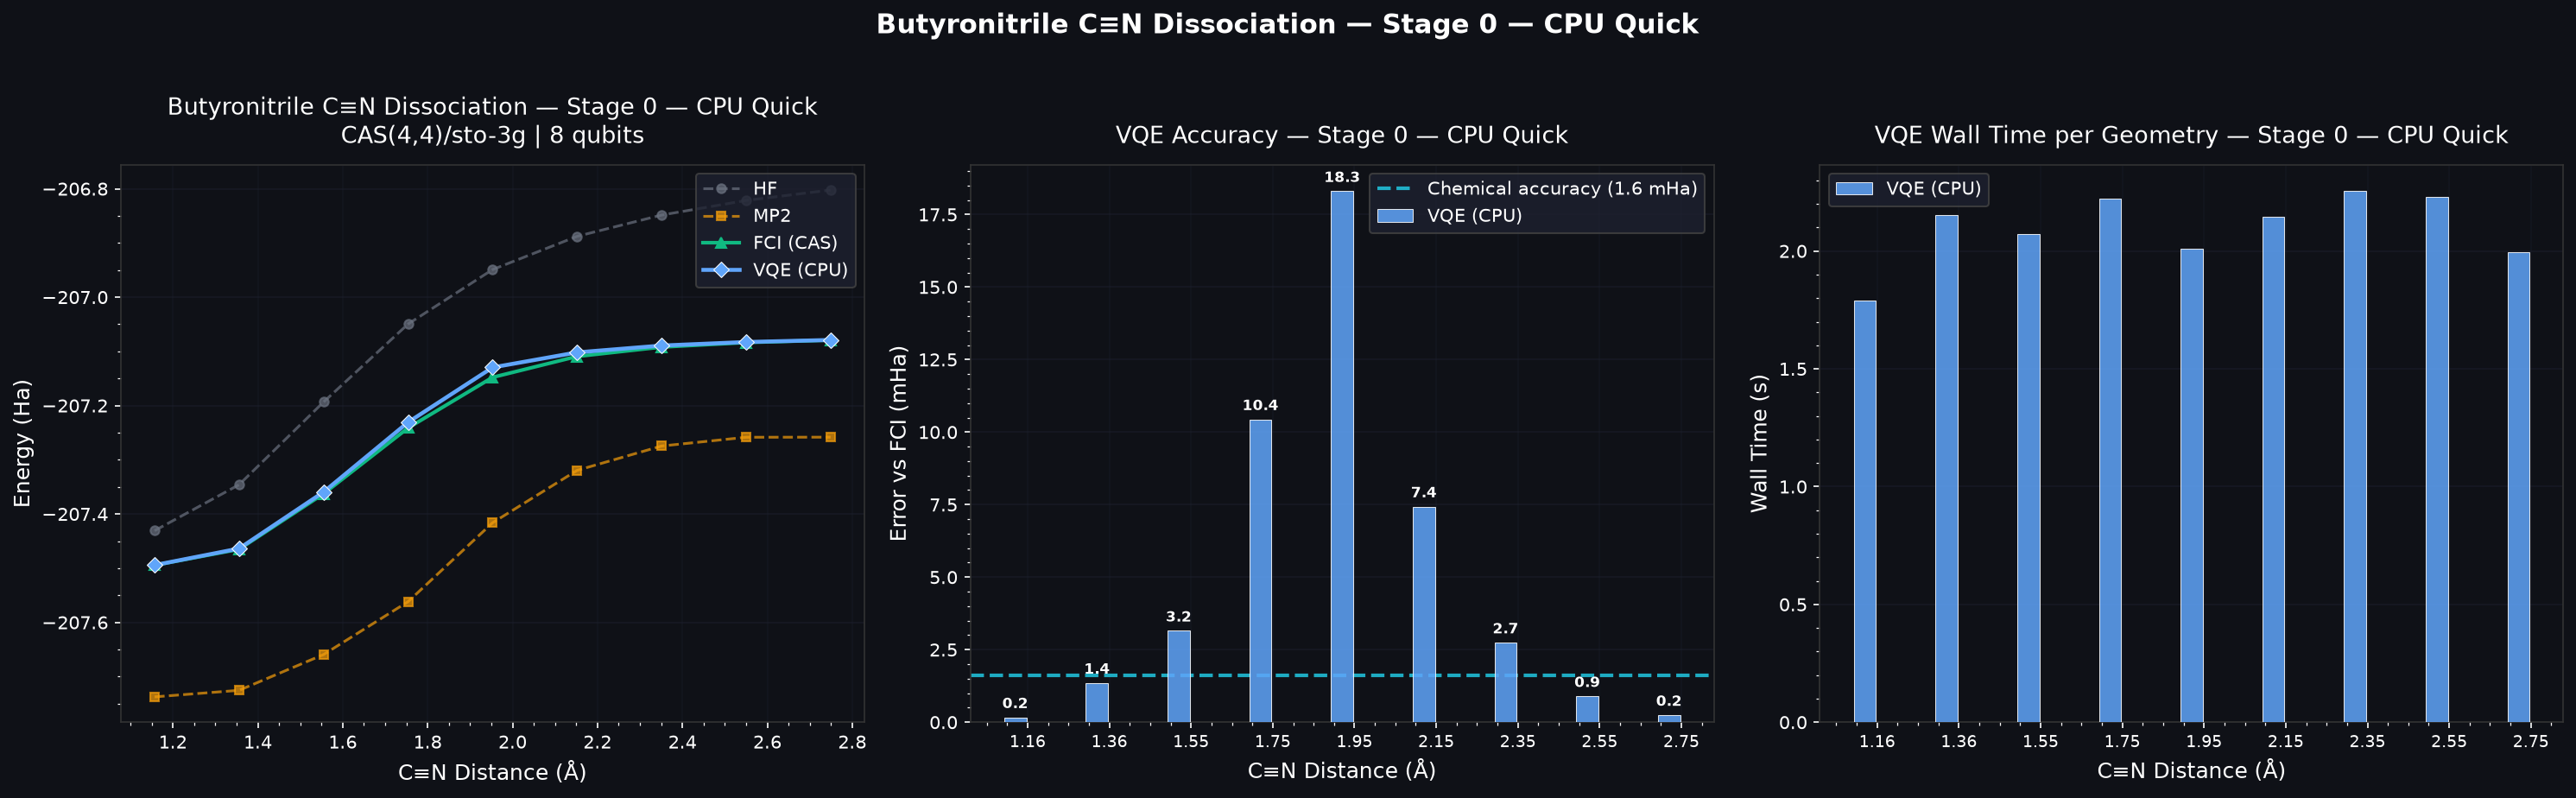 Butyronitrile C≡N Dissociation — Stage 0 — CPU Quick
Butyronitrile C≡N Dissociation — Stage 0 — CPU Quick
CAS(4,4)/sto-3g | 8 qubits
Energy (Ha)
−206.8
−207.0
−207.2
−207.4
−207.6
HF
MP2
FCI (CAS)
VQE (CPU)
1.2 1.4 1.6 1.8 2.0 2.2 2.4 2.6 2.8
C≡N Distance (Å)
VQE Accuracy — Stage 0 — CPU Quick
Error vs FCI (mHa)
17.5
15.0
12.5
10.0
7.5
5.0
2.5
0.0
Chemical accuracy (1.6 mHa)
VQE (CPU)
0.2 1.4 3.2 10.4 18.3 7.4 2.7 0.9 0.2
1.16 1.36 1.55 1.75 1.95 2.15 2.35 2.55 2.75
C≡N Distance (Å)
VQE Wall Time per Geometry — Stage 0 — CPU Quick
Wall Time (s)
2.0
1.5
1.0
0.5
0.0
VQE (CPU)
1.16 1.36 1.55 1.75 1.95 2.15 2.35 2.55 2.75
C≡N Distance (Å)